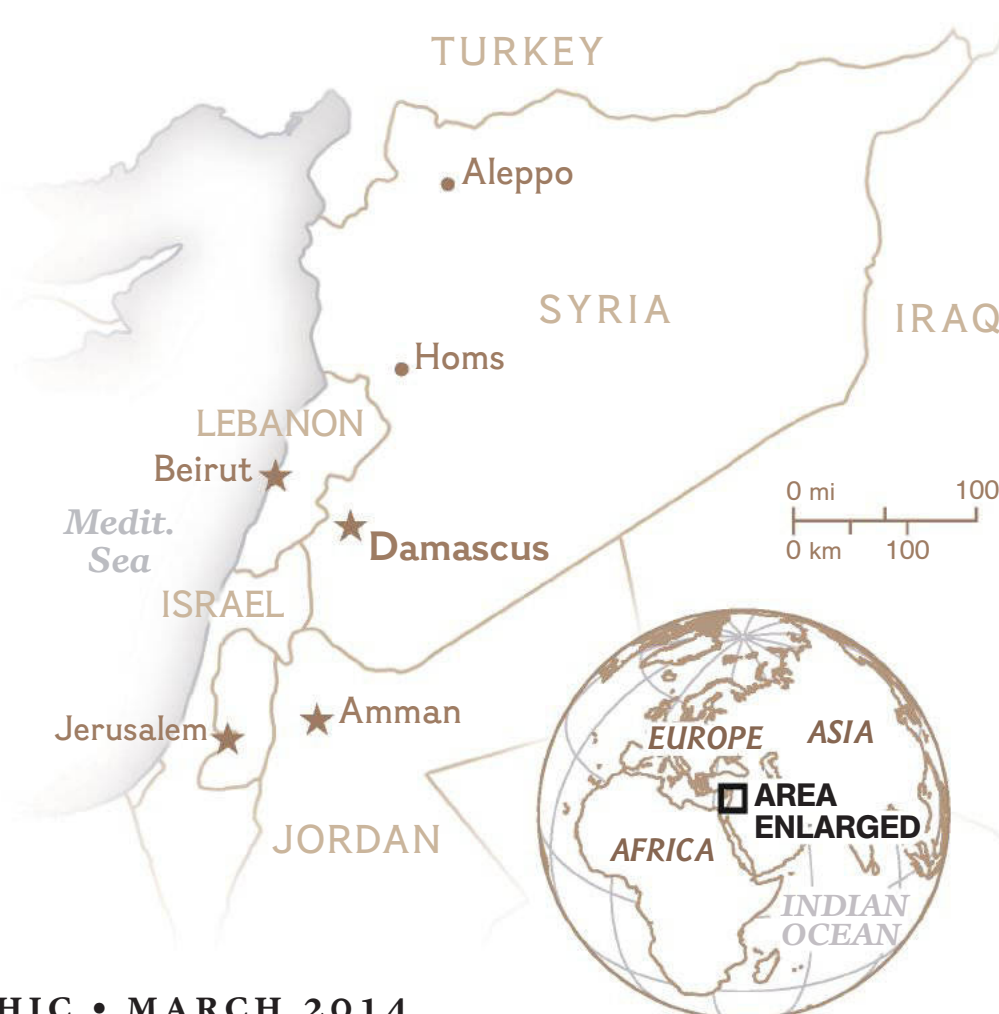 TURKEY
Aleppo
SYRIA
IRAQ
Homs
LEBANON
Beirut
0 mi 100
Medit.
Sea
Damascus
0 km 100
ISRAEL
Jerusalem
Amman
EUROPE
ASIA
AREA
ENLARGED
JORDAN
AFRICA
INDIAN
OCEAN
HIC • MARCH 2014